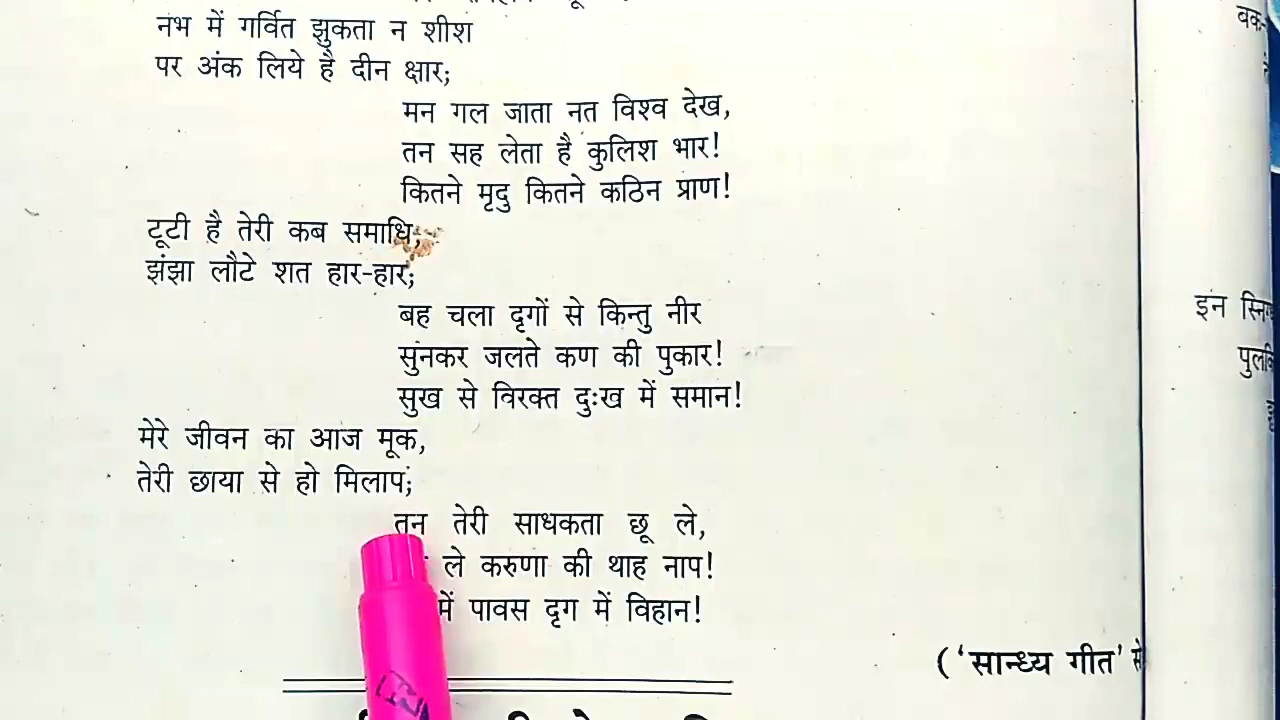 नभ में गर्वित झुकता न शीश
पर अंक लिये है दीन क्षार;
मन गल जाता नत विश्व देख,
तन सह लेता है कुलिश भार!
कितने मृदु कितने कठिन प्राण!
टूटी है तेरी कब समाधि,
झंझा लौटे शत हार-हार;
बह चला दृगों से किन्तु नीर
सुनकर जलते कण की पुकार!
सुख से विरक्त दुःख में समान!
मेरे जीवन का आज मूक,
तेरी छाया से हो मिलाप;
तन तेरी साधकता छू ले,
ले करुणा की थाह नाप!
में पावस दृग में विहान!
('सान्ध्य गीत' से
बक-
इन